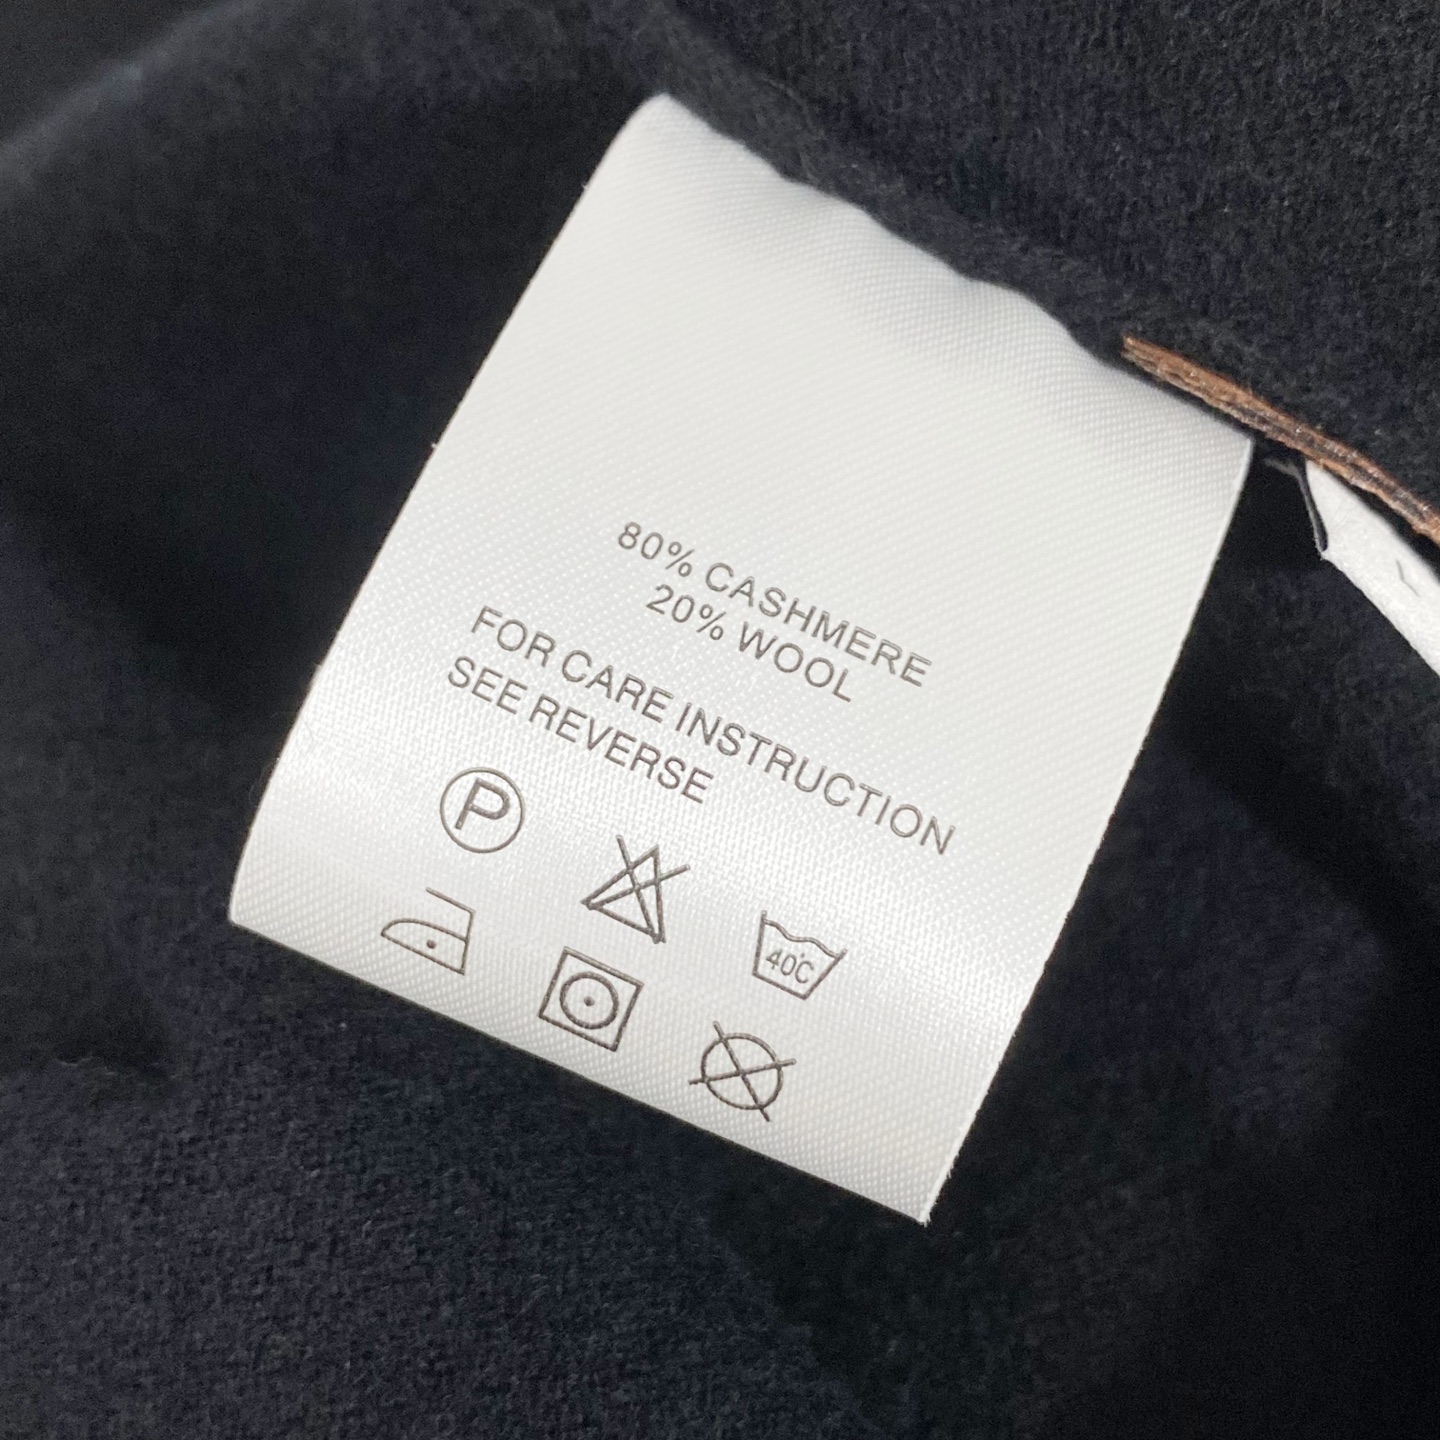 80% CASHMERE
20% WOOL
FOR CARE INSTRUCTION
SEE REVERSE
P
40°C